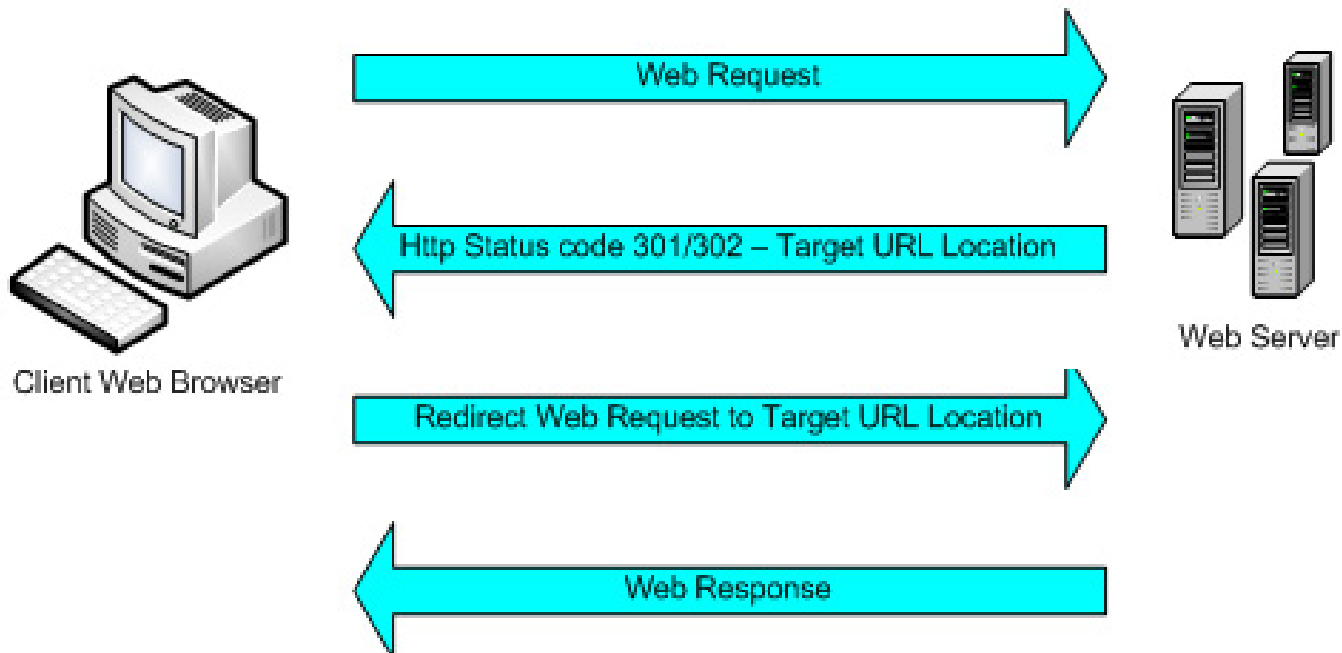 Web Request
Http Status code 301/302 – Target URL Location
Web Server
Client Web Browser
Redirect Web Request to Target URL Location
Web Response